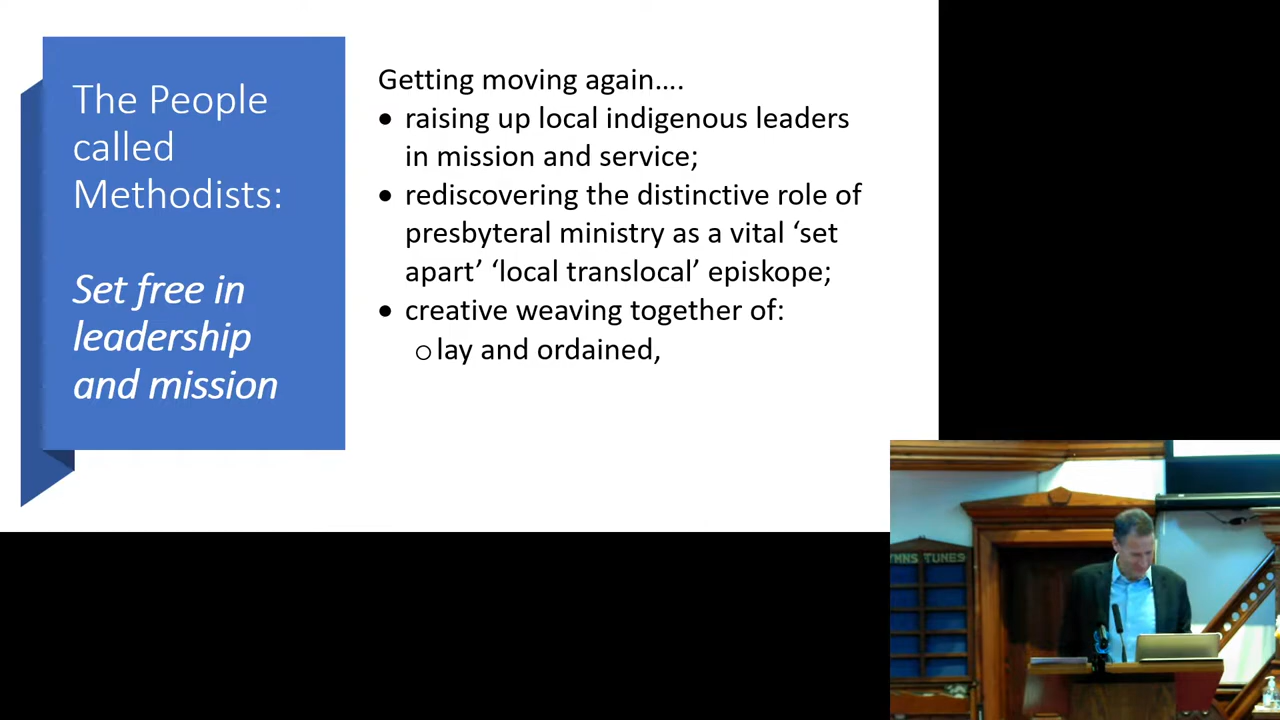 The People
called
Methodists:
Set free in
leadership
and mission
Getting moving again….
• raising up local indigenous leaders
in mission and service;
• rediscovering the distinctive role of
presbyteral ministry as a vital ‘set
apart’ ‘local translocal’ episkope;
• creative weaving together of:
o lay and ordained,
TUNES